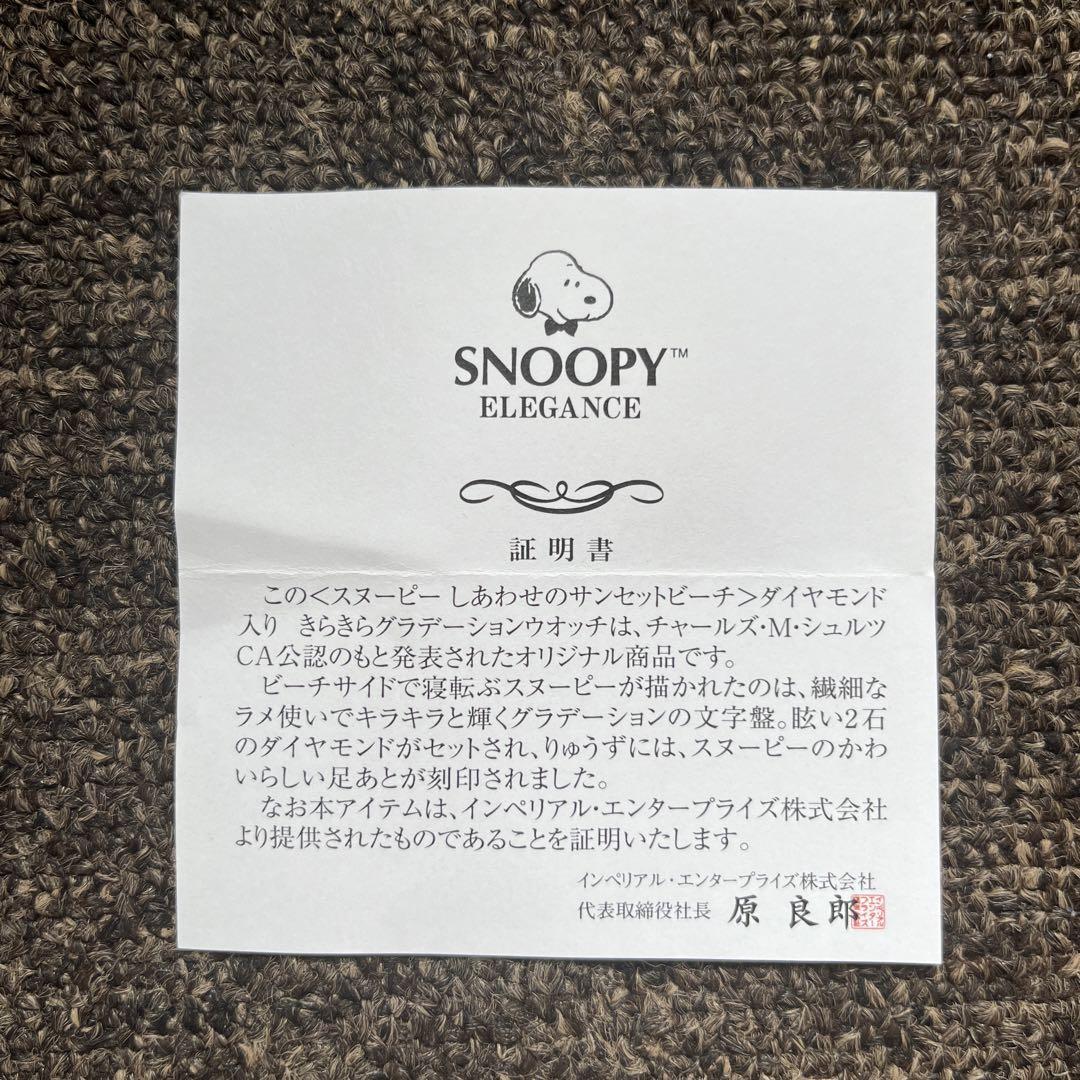 SNOOPY™
ELEGANCE
証明書
この<スヌーピー しあわせのサンセットビーチ>ダイヤモンド
入り きらきらグラデーションウオッチは、チャールズ・M・シュルツ
CA公認のもと発表されたオリジナル商品です。
ビーチサイドで寝転ぶスヌーピーが描かれたのは、繊細な
ラメ使いでキラキラと輝くグラデーションの文字盤。眩い2石
のダイヤモンドがセットされ、りゅうずには、スヌーピーのかわ
いらしい足あとが刻印されました。
なお本アイテムは、インペリアル・エンタープライズ株式会社
より提供されたものであることを証明いたします。
インペリアル・エンタープライズ株式会社
代表取締役社長 原 良郎